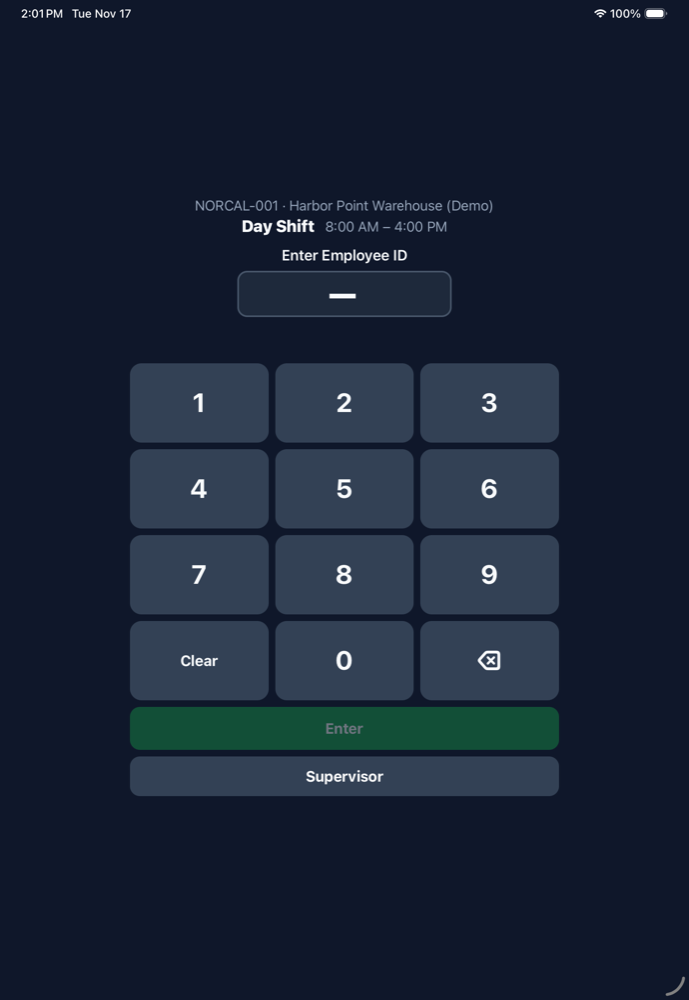 2:01 PM Tue Nov 17
100%
NORCAL-001 · Harbor Point Warehouse (Demo)
Day Shift 8:00 AM – 4:00 PM
Enter Employee ID
—
1 2 3
4 5 6
7 8 9
Clear 0
Enter
Supervisor